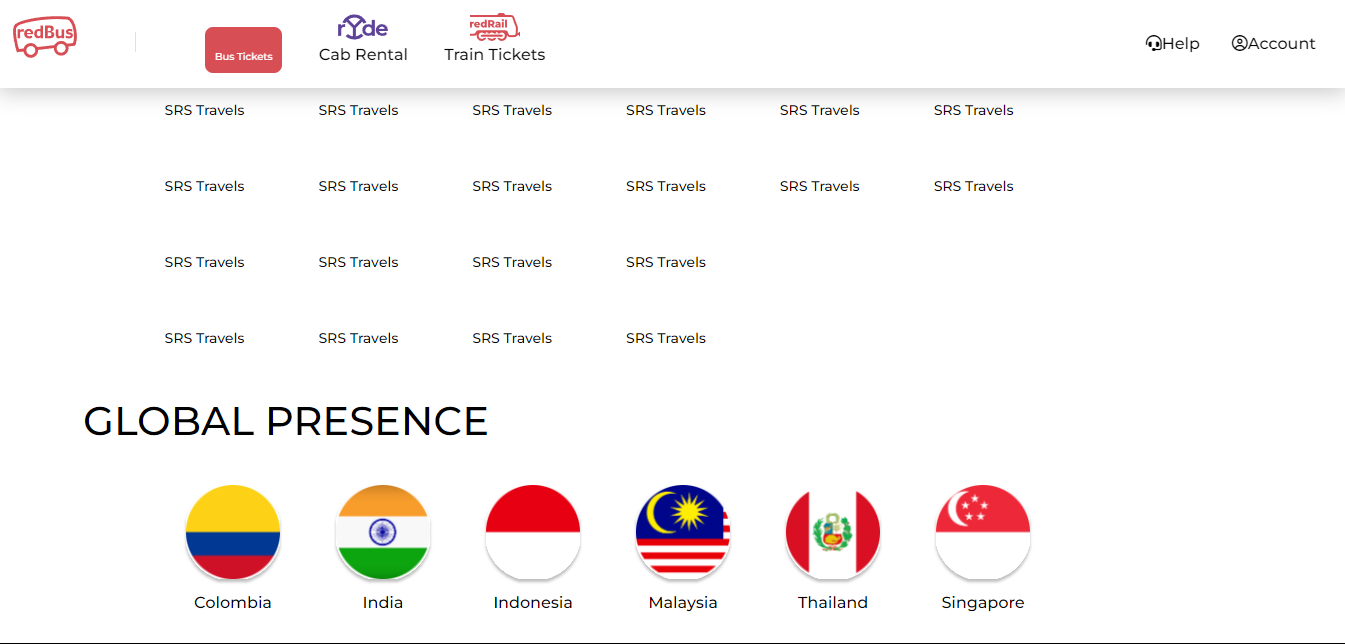 redBus
Bus Tickets
ryde
Cab Rental
redRail
Train Tickets
Help
Account
SRS Travels SRS Travels SRS Travels SRS Travels SRS Travels SRS Travels
SRS Travels SRS Travels SRS Travels SRS Travels SRS Travels SRS Travels
SRS Travels SRS Travels SRS Travels SRS Travels
SRS Travels SRS Travels SRS Travels SRS Travels
GLOBAL PRESENCE
Colombia India Indonesia Malaysia Thailand Singapore